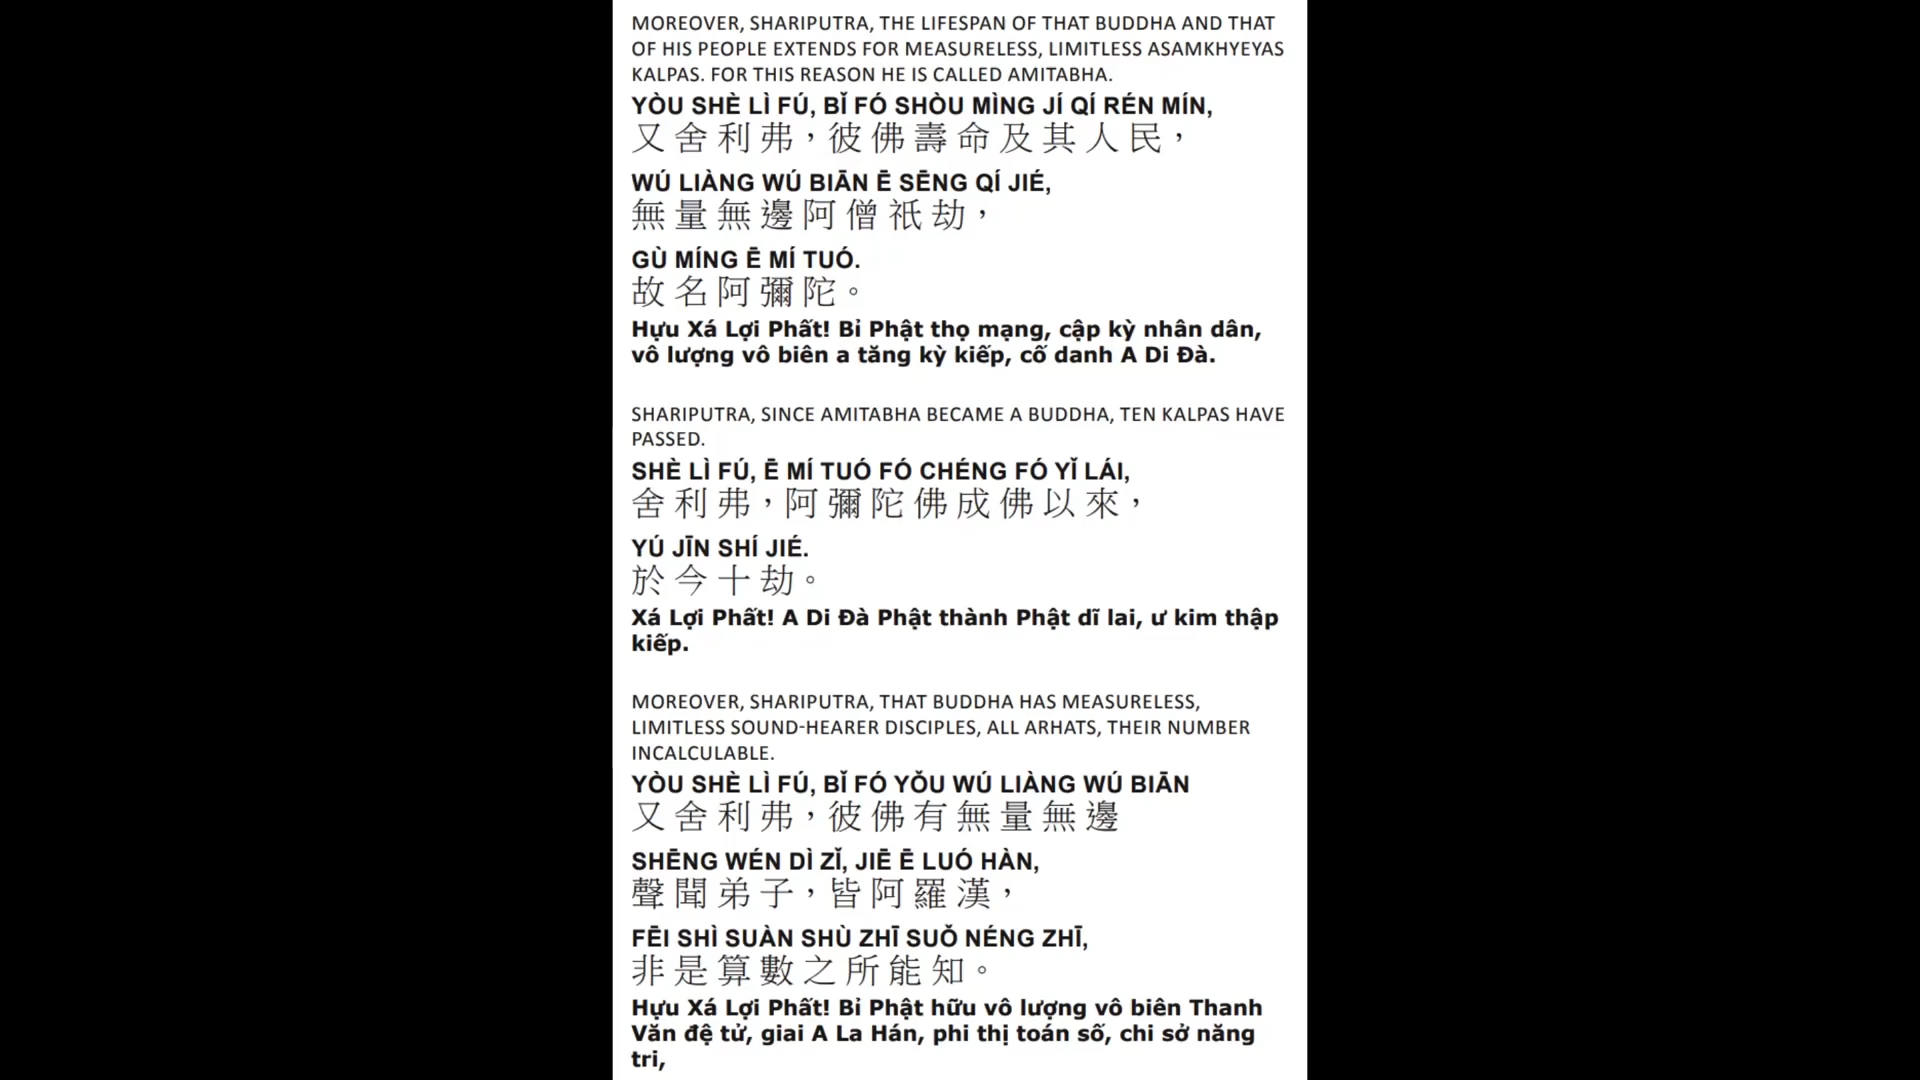 MOREOVER, SHARIPUTRA, THE LIFESPAN OF THAT BUDDHA AND THAT
OF HIS PEOPLE EXTENDS FOR MEASURELESS, LIMITLESS ASAMKHYEYAS
KALPAS. FOR THIS REASON HE IS CALLED AMITABHA.
YÒU SHÈ LÌ FÚ, BǏ FÓ SHÒU MÌNG JÍ QÍ RÉN MÍN,
又舍利弗，彼佛壽命及其人民，
WÚ LIÀNG WÚ BIĀN Ē SĒNG QÍ JIÉ,
無量無邊阿僧祇劫，
GÙ MÍNG Ē MÍ TUÓ.
故名阿彌陀。
Hựu Xá Lợi Phất! Bỉ Phật thọ mạng, cập kỳ nhân dân,
vô lượng vô biên a tăng kỳ kiếp, cố danh A Di Đà.
SHARIPUTRA, SINCE AMITABHA BECAME A BUDDHA, TEN KALPAS HAVE
PASSED.
SHÈ LÌ FÚ, Ē MÍ TUÓ FÓ CHÉNG FÓ YǏ LÁI,
舍利弗，阿彌陀佛成佛以來，
YÚ JĪN SHÍ JIÉ.
於今十劫。
Xá Lợi Phất! A Di Đà Phật thành Phật dĩ lai, ư kim thập
kiếp.
MOREOVER, SHARIPUTRA, THAT BUDDHA HAS MEASURELESS,
LIMITLESS SOUND-HEARER DISCIPLES, ALL ARHATS, THEIR NUMBER
INCALCULABLE.
YÒU SHÈ LÌ FÚ, BǏ FÓ YǑU WÚ LIÀNG WÚ BIĀN
又舍利弗，彼佛有無量無邊
SHĒNG WÉN DÌ ZǏ, JIĒ Ē LUÓ HÀN,
聲聞弟子，皆阿羅漢，
FĒI SHÌ SUÀN SHÙ ZHĪ SUǑ NÉNG ZHĪ,
非是算數之所能知。
Hựu Xá Lợi Phất! Bỉ Phật hữu vô lượng vô biên Thanh
Văn đệ tử, giai A La Hán, phi thị toán số, chi sở năng
tri,